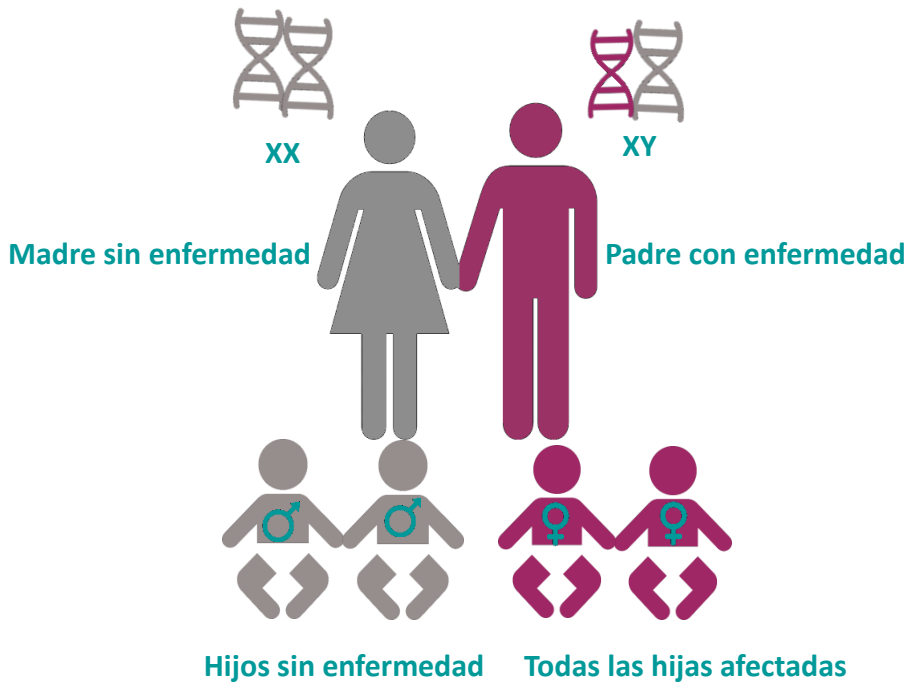 XX
XY
Madre sin enfermedad
Padre con enfermedad
Hijos sin enfermedad
Todas las hijas afectadas